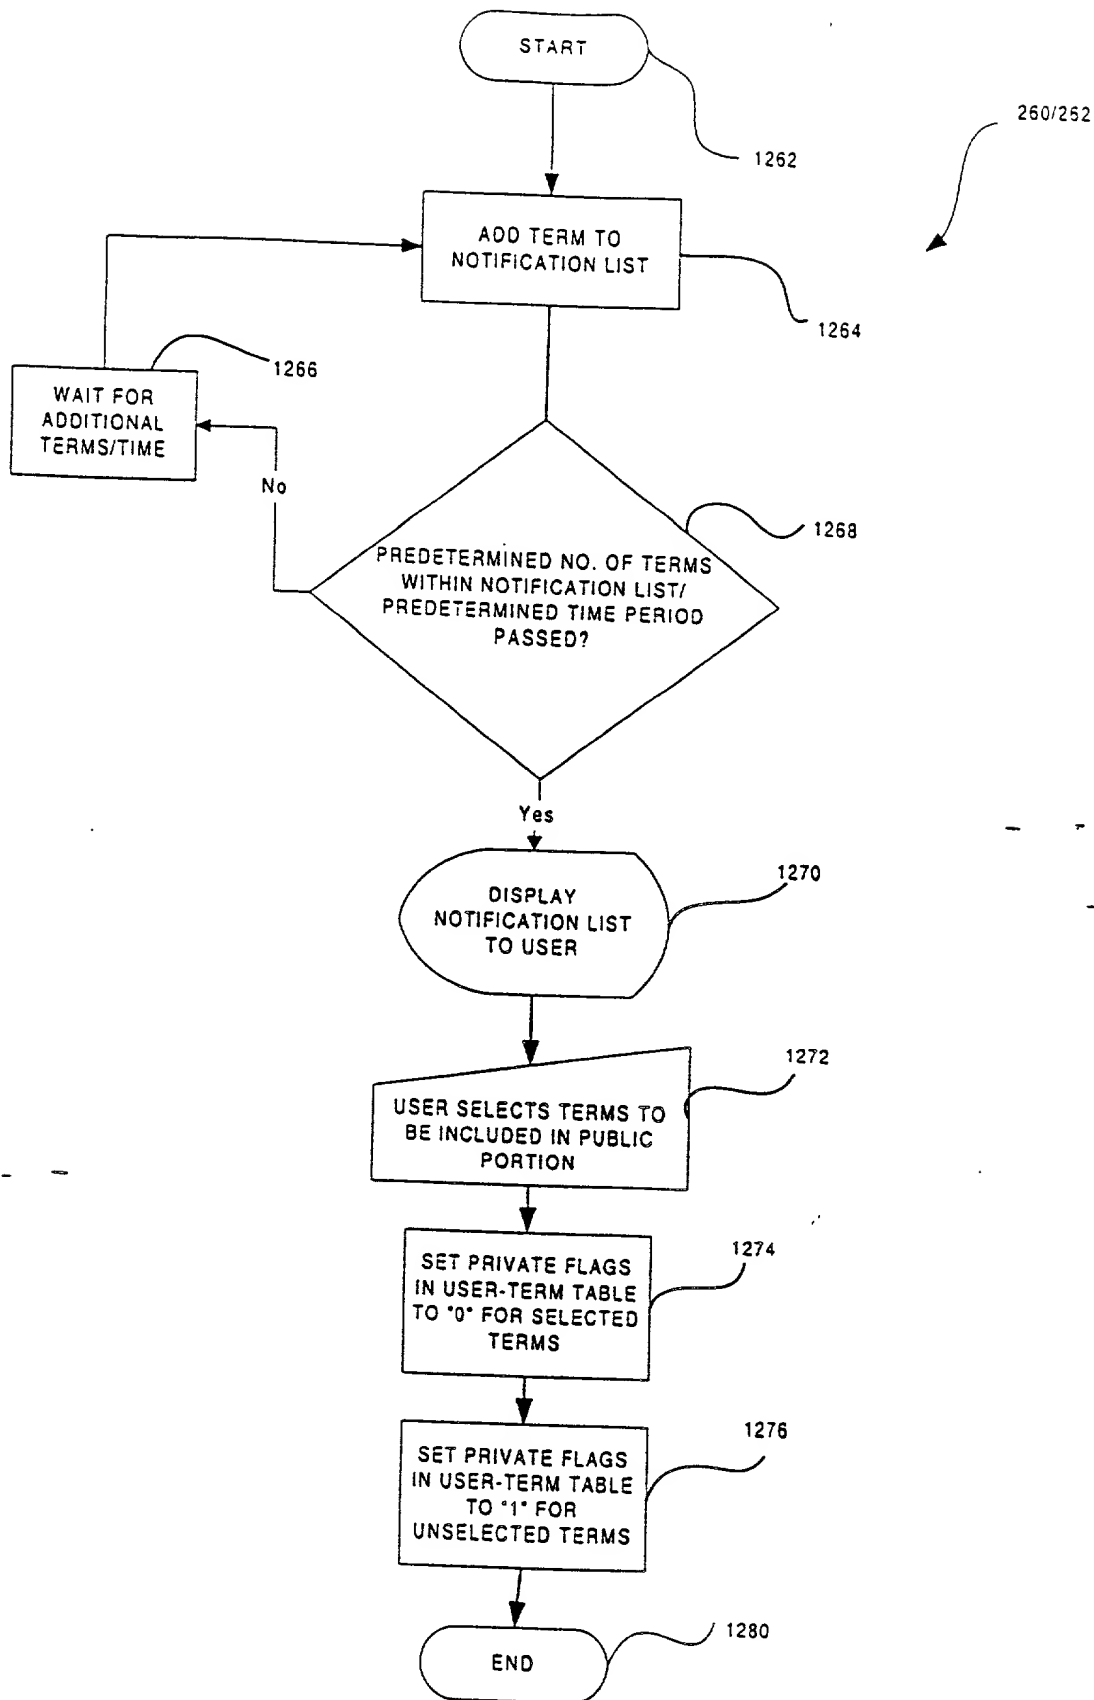 START
1262
260/262
ADD TERM TO
NOTIFICATION LIST
1264
1266
WAIT FOR
ADDITIONAL
TERMS/TIME
No
1268
PREDETERMINED NO. OF TERMS
WITHIN NOTIFICATION LIST/
PREDETERMINED TIME PERIOD
PASSED?
Yes
1270
DISPLAY
NOTIFICATION LIST
TO USER
1272
USER SELECTS TERMS TO
BE INCLUDED IN PUBLIC
PORTION
1274
SET PRIVATE FLAGS
IN USER-TERM TABLE
TO "0" FOR SELECTED
TERMS
1276
SET PRIVATE FLAGS
IN USER-TERM TABLE
TO "1" FOR
UNSELECTED TERMS
1280
END